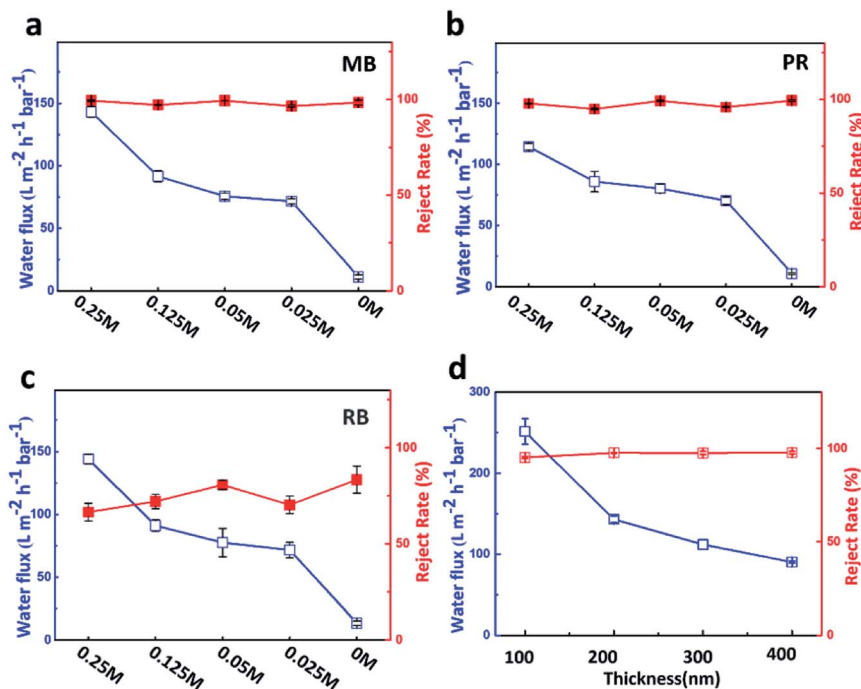 a
MB
Water flux (L m-2 h-1 bar-1)
150
100
50
0
100
50
0
Reject Rate (%)
0.25M
0.125M
0.05M
0.025M
0M
b
PR
Water flux (L m-2 h-1 bar-1)
150
100
50
0
100
50
0
Reject Rate (%)
0.25M
0.125M
0.05M
0.025M
0M
c
RB
Water flux (L m-2 h-1 bar-1)
150
100
50
0
100
50
0
Reject Rate (%)
0.25M
0.125M
0.05M
0.025M
0M
d
Water flux (L m-2 h-1 bar-1)
300
250
200
150
100
50
0
100
50
0
Reject Rate (%)
100
200
300
400
Thickness(nm)